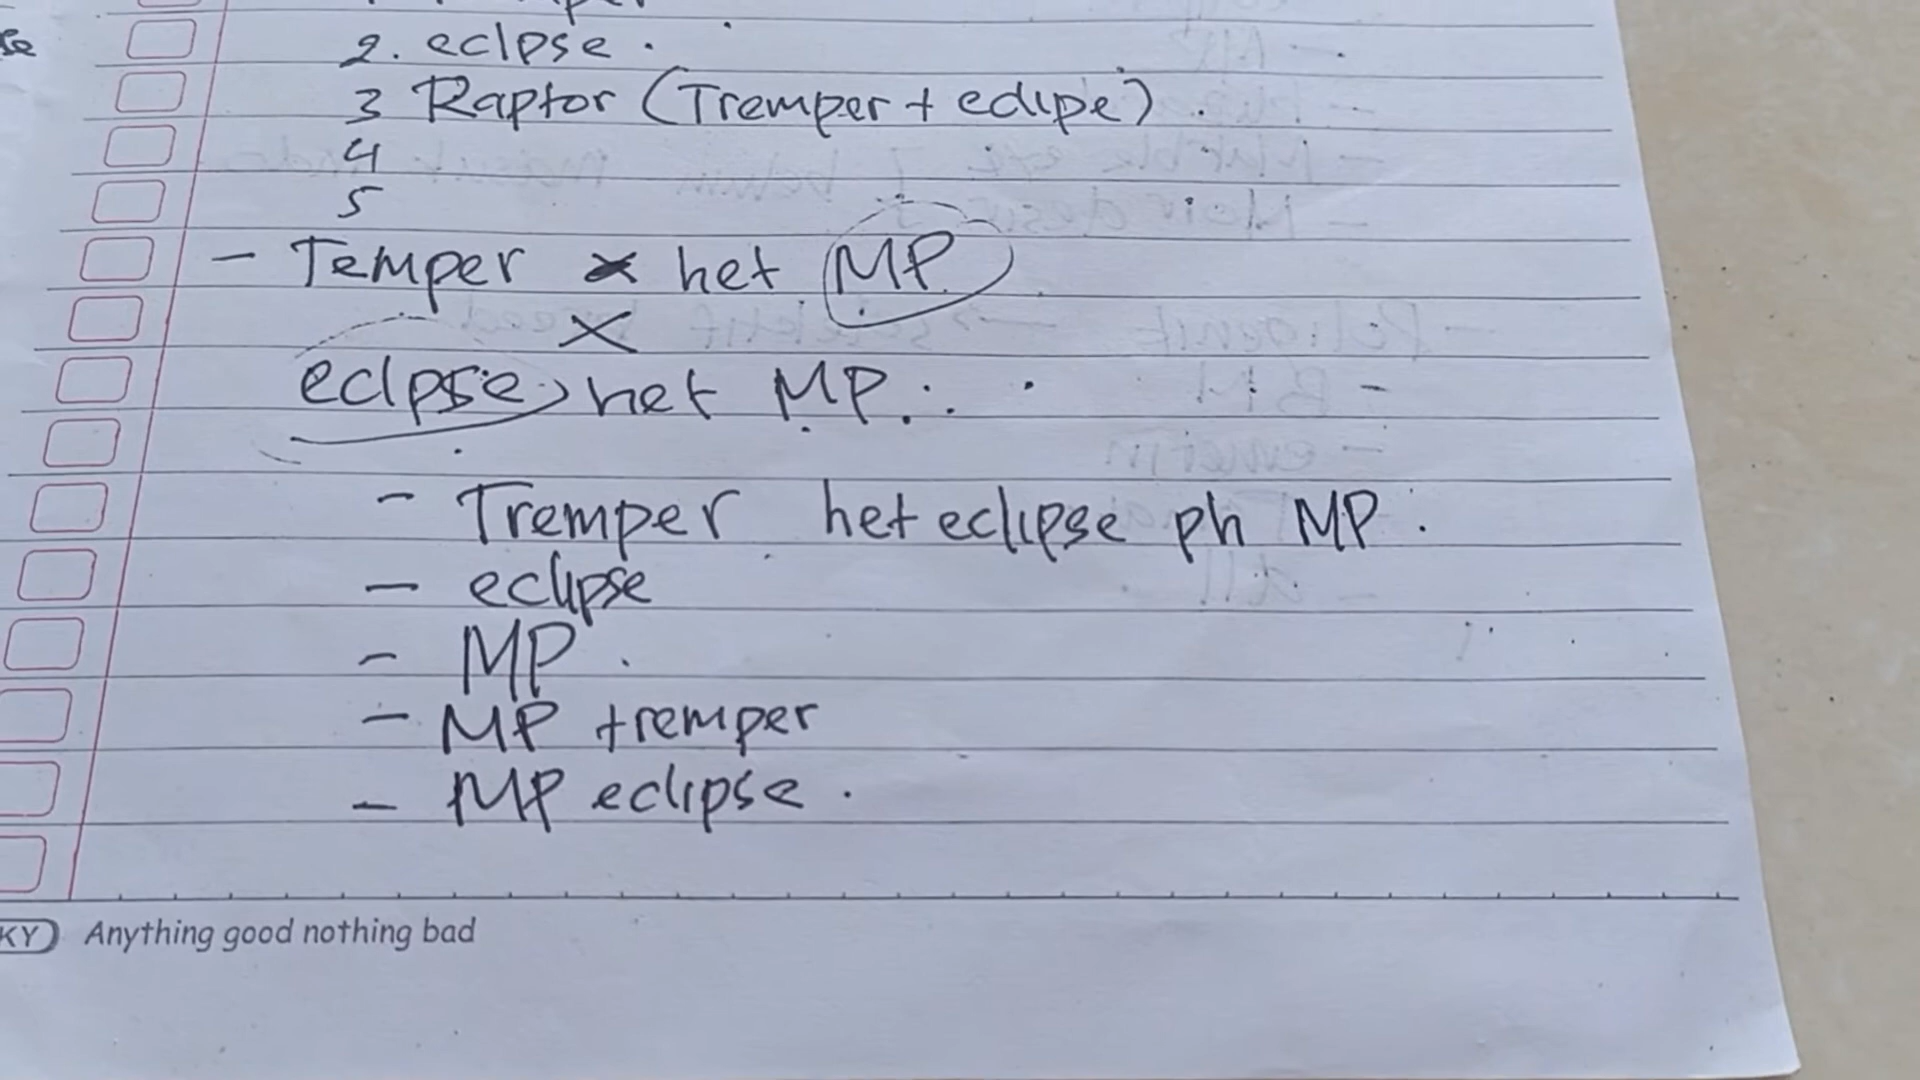 2. eclpse.
3 Raptor (Tremper + eclipe).
4
5
- Temper x het MP
x
eclpse het MP.
- Tremper het eclipse ph MP.
- eclipse
- MP.
- MP tremper
- MP eclipse.
KY Anything good nothing bad